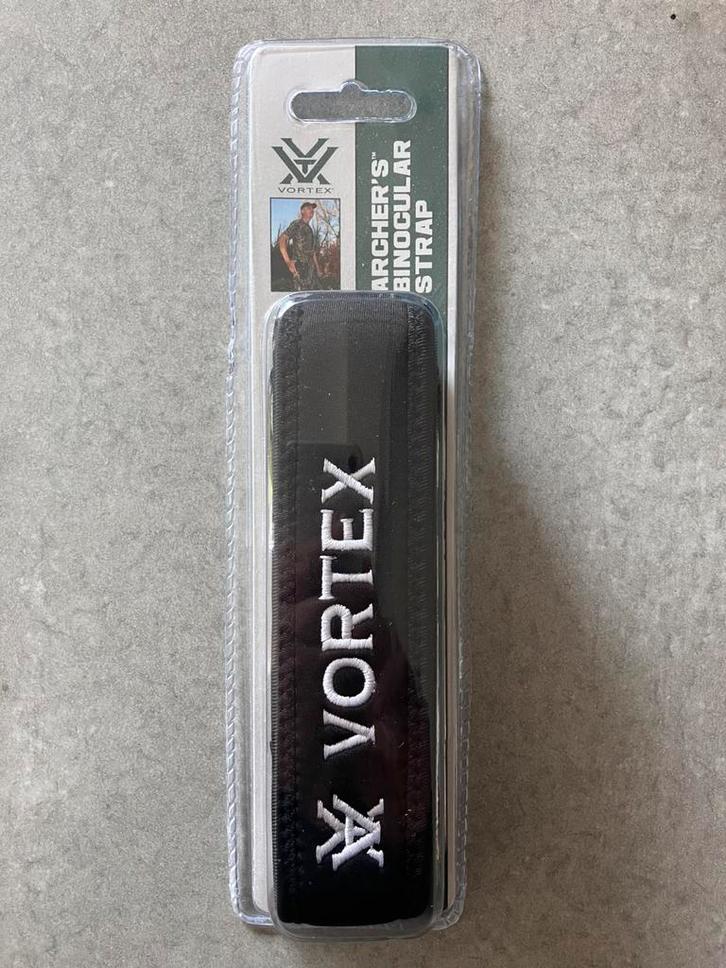 VORTEX®
ARCHER'S™
BINOCULAR
STRAP
VORTEX